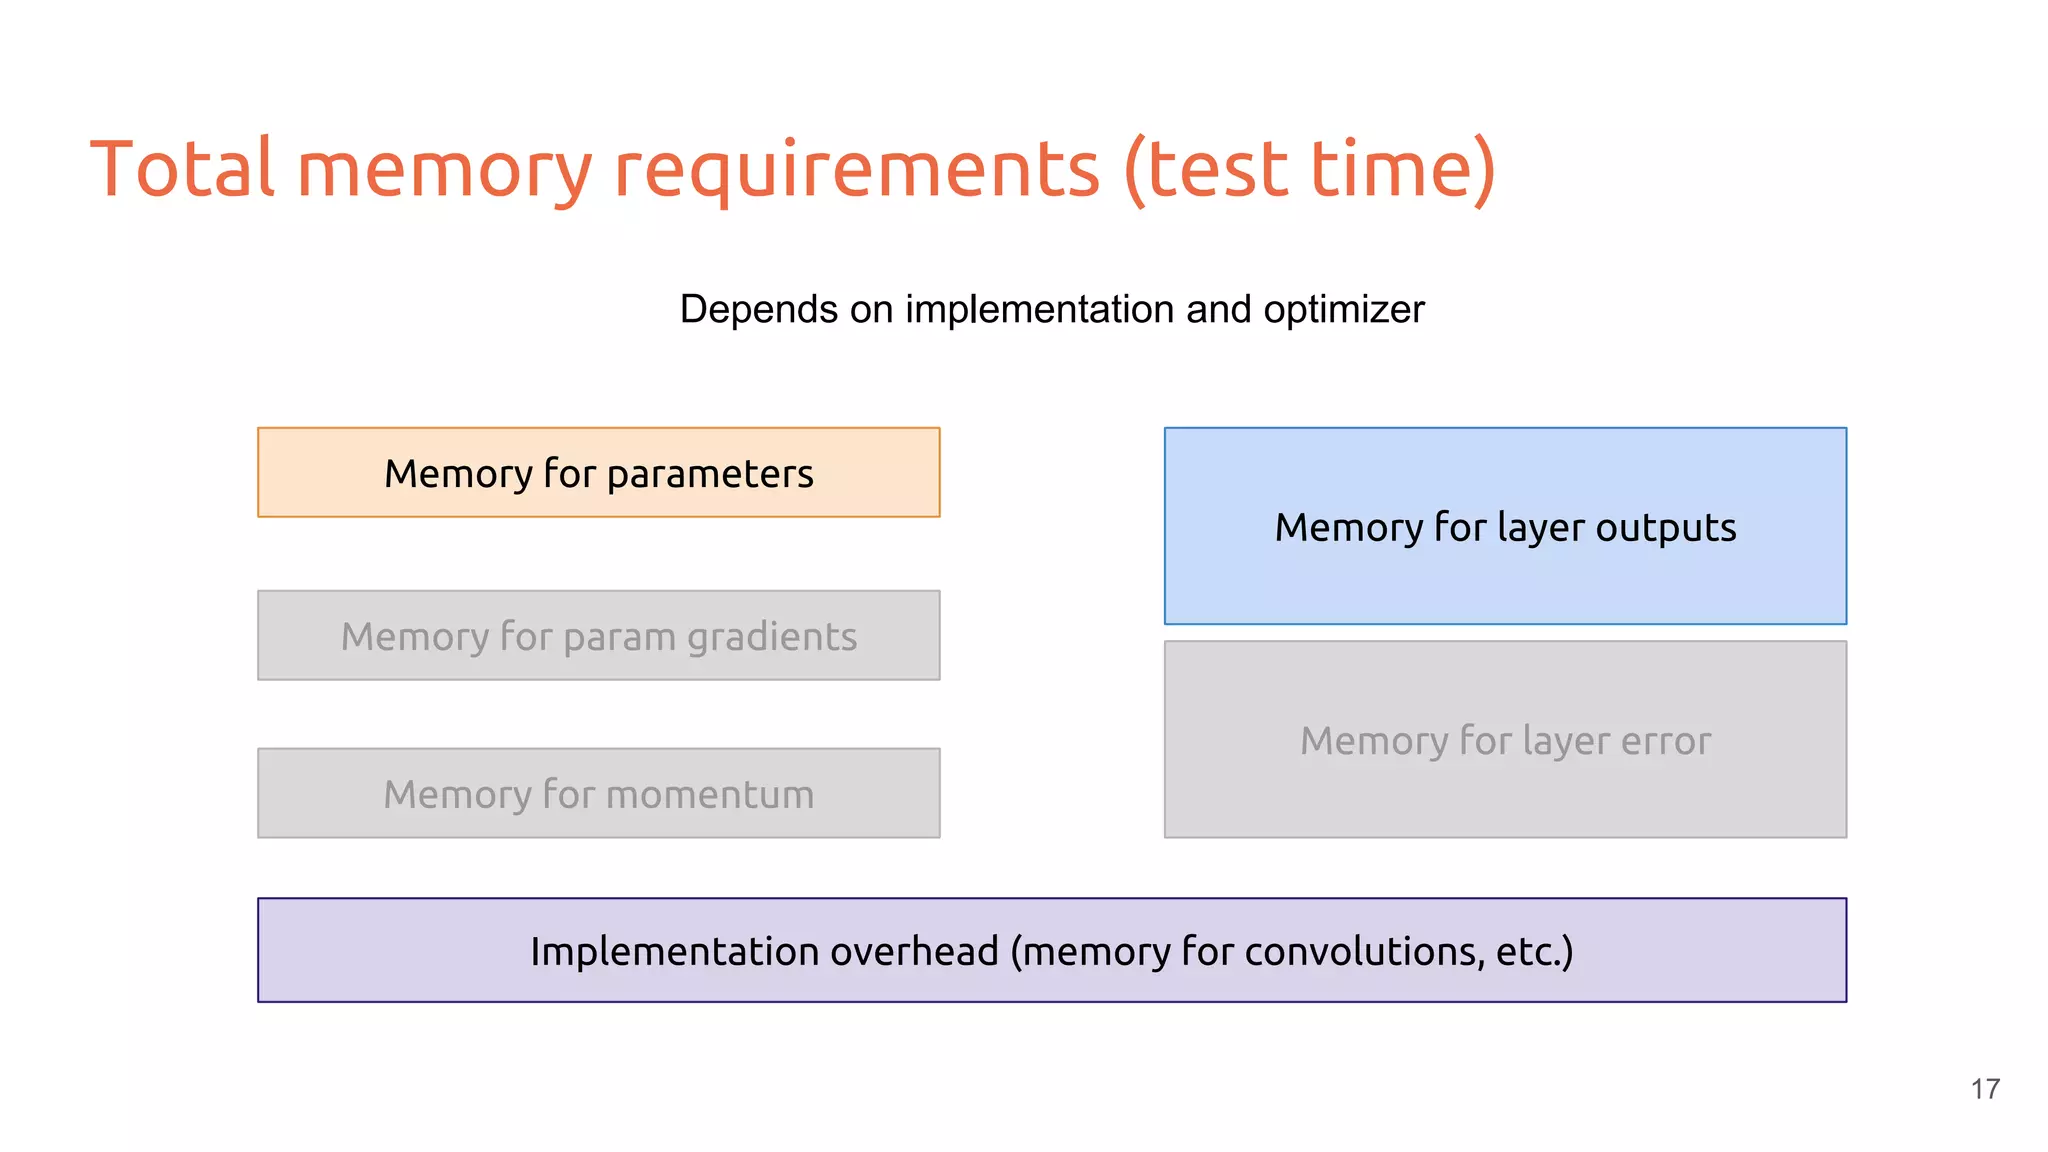 Total memory requirements (test time)
Depends on implementation and optimizer
Memory for parameters
Memory for param gradients
Memory for momentum
Memory for layer outputs
Memory for layer error
Implementation overhead (memory for convolutions, etc.)
17